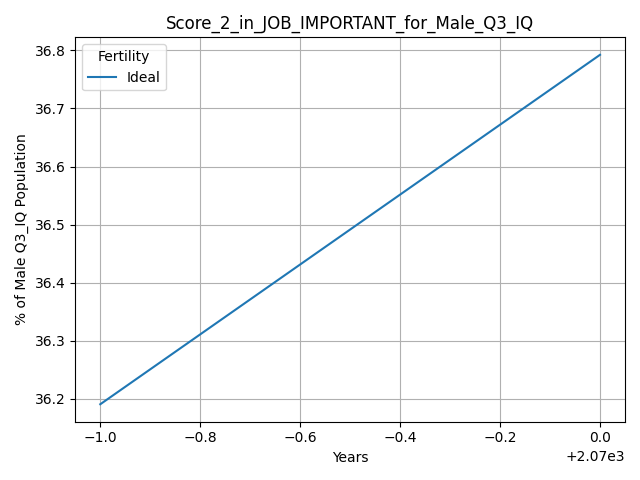 Score_2_in_JOB_IMPORTANT_for_Male_Q3_IQ
36.8
36.7
36.6
36.5
36.4
36.3
36.2
% of Male Q3_IQ Population
Fertility
Ideal
−1.0 −0.8 −0.6 −0.4 −0.2 0.0
Years
+2.07e3